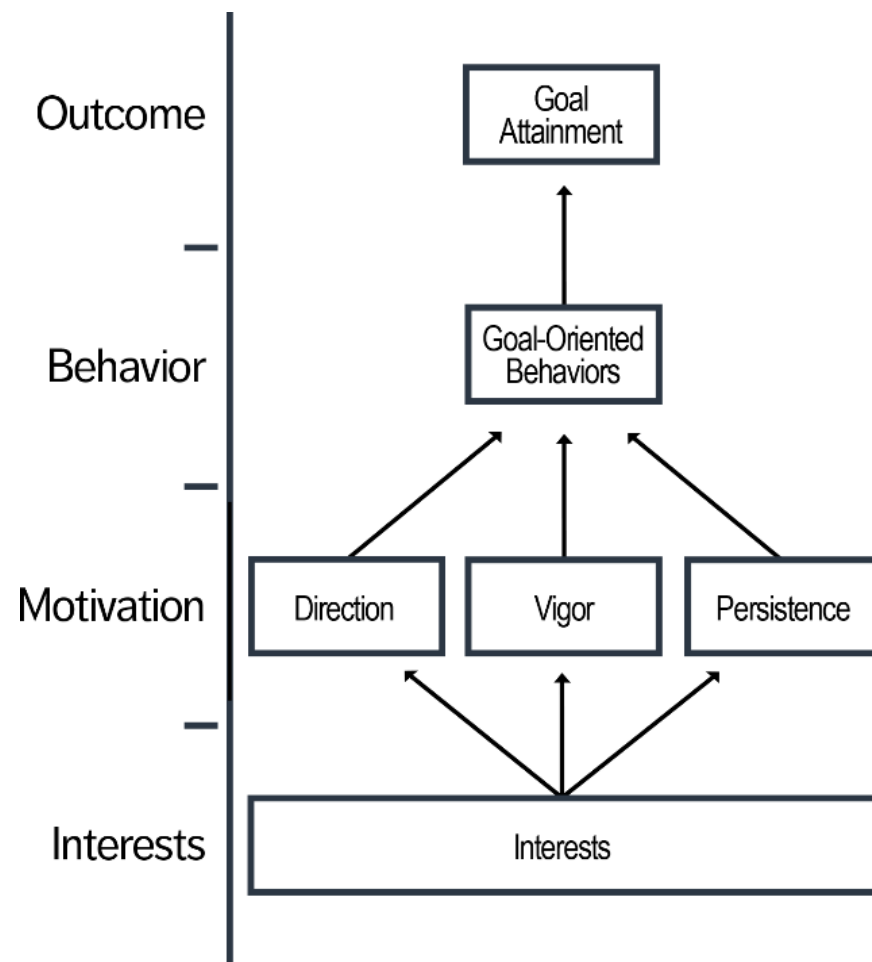 Outcome
Goal
Attainment
Behavior
Goal-Oriented
Behaviors
Motivation
Direction
Vigor
Persistence
Interests
Interests